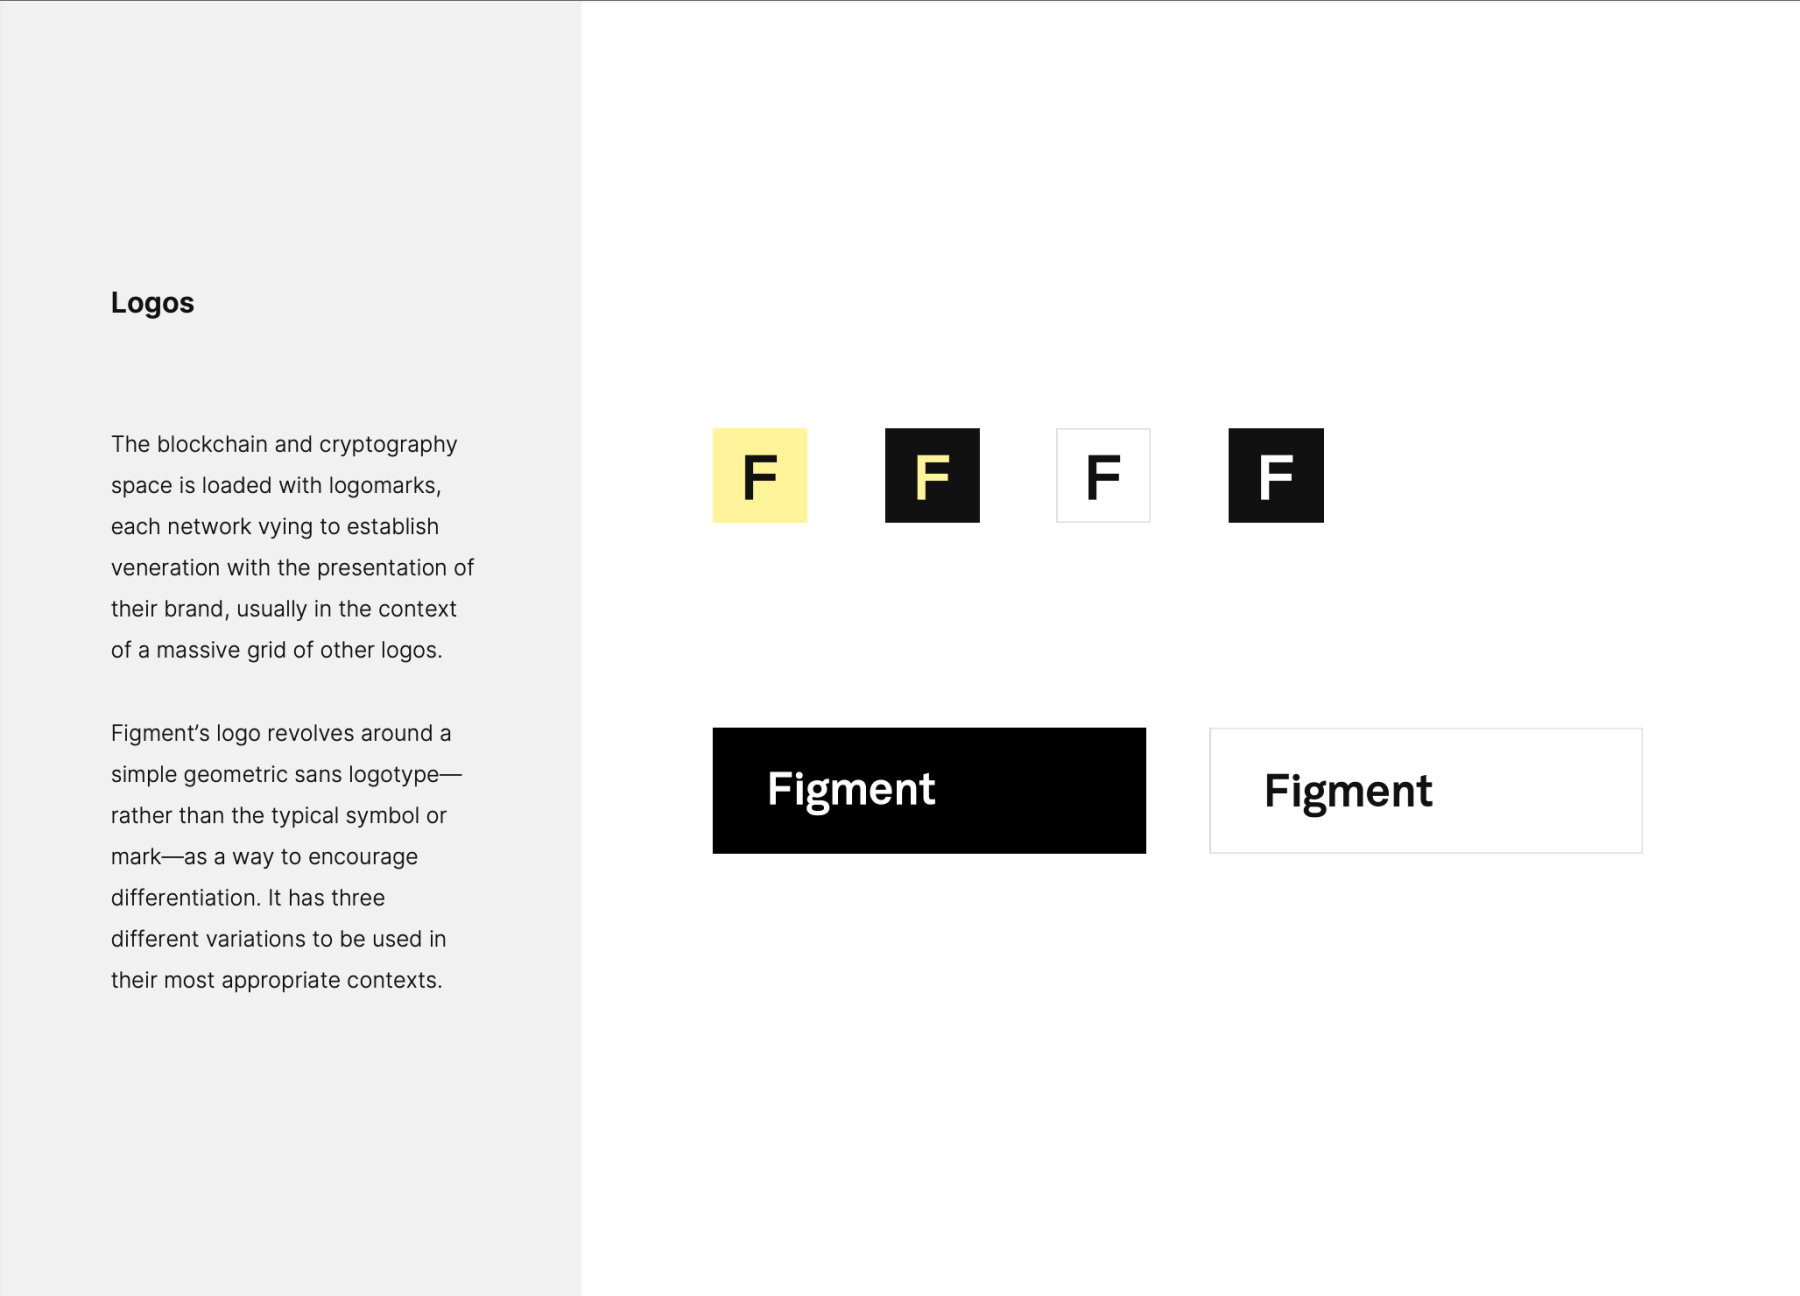 Logos
The blockchain and cryptography
space is loaded with logomarks,
each network vying to establish
veneration with the presentation of
their brand, usually in the context
of a massive grid of other logos.
Figment’s logo revolves around a
simple geometric sans logotype—
rather than the typical symbol or
mark—as a way to encourage
differentiation. It has three
different variations to be used in
their most appropriate contexts.
F F F F
Figment Figment